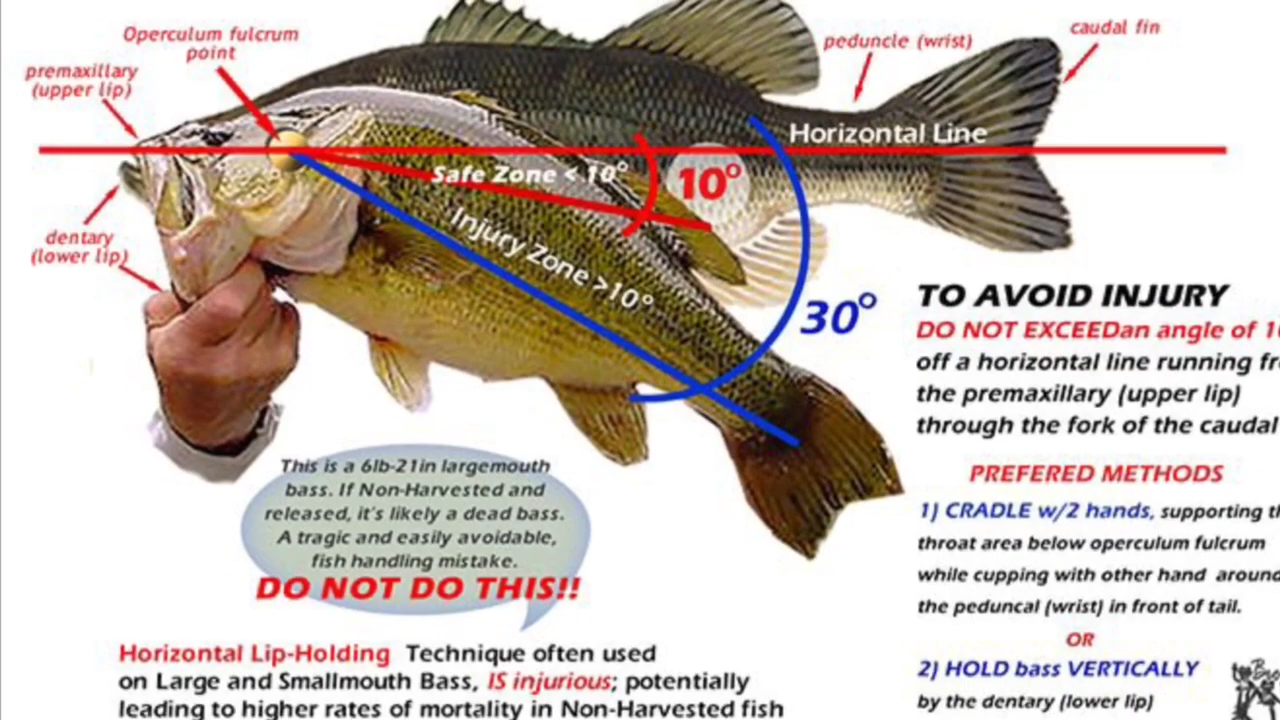 Operculum fulcrum
point
premaxillary
(upper lip)
peduncle (wrist)
caudal fin
Horizontal Line
Safe Zone < 10°
10°
Injury Zone >10°
dentary
(lower lip)
30°
TO AVOID INJURY
DO NOT EXCEEDan angle of
off a horizontal line running
the premaxillary (upper lip)
through the fork of the caudal
PREFERED METHODS
1) CRADLE w/2 hands, supporting
throat area below operculum fulcrum
while cupping with other hand around
the peduncal (wrist) in front of tail.
OR
2) HOLD bass VERTICALLY
by the dentary (lower lip)
This is a 6lb-21in largemouth
bass. If Non-Harvested and
released, it's likely a dead bass.
A tragic and easily avoidable,
fish handling mistake.
DO NOT DO THIS!!
Horizontal Lip-Holding Technique often used
on Large and Smallmouth Bass, IS injurious; potentially
leading to higher rates of mortality in Non-Harvested fish